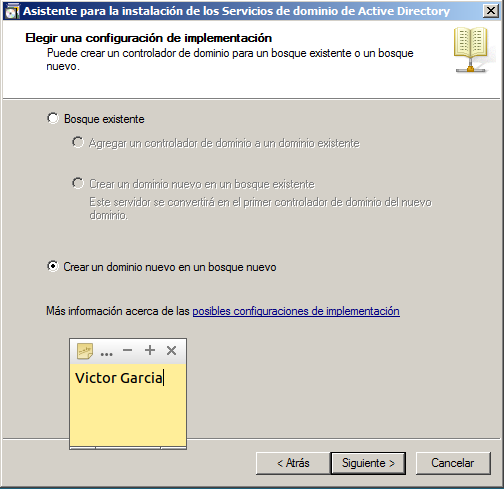 Asistente para la instalación de los Servicios de dominio de Active Directory
Elegir una configuración de implementación
Puede crear un controlador de dominio para un bosque existente o un bosque
nuevo.
Bosque existente
Agregar un controlador de dominio a un dominio existente
Crear un dominio nuevo en un bosque existente
Este servidor se convertirá en el primer controlador de dominio del nuevo
dominio.
Crear un dominio nuevo en un bosque nuevo
Más información acerca de las posibles configuraciones de implementación
...
Victor Garcia
< Atrás
Siguiente >
Cancelar